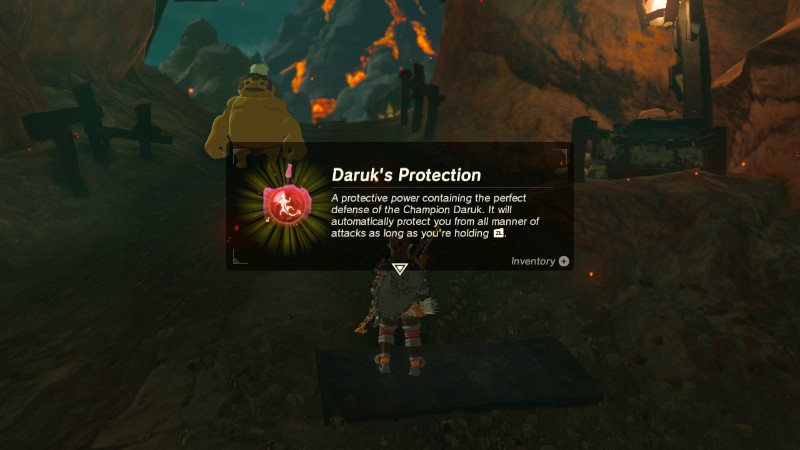 Daruk's Protection
A protective power containing the perfect
defense of the Champion Daruk. It will
automatically protect you from all manner of
attacks as long as you're holding ZL.
Inventory +